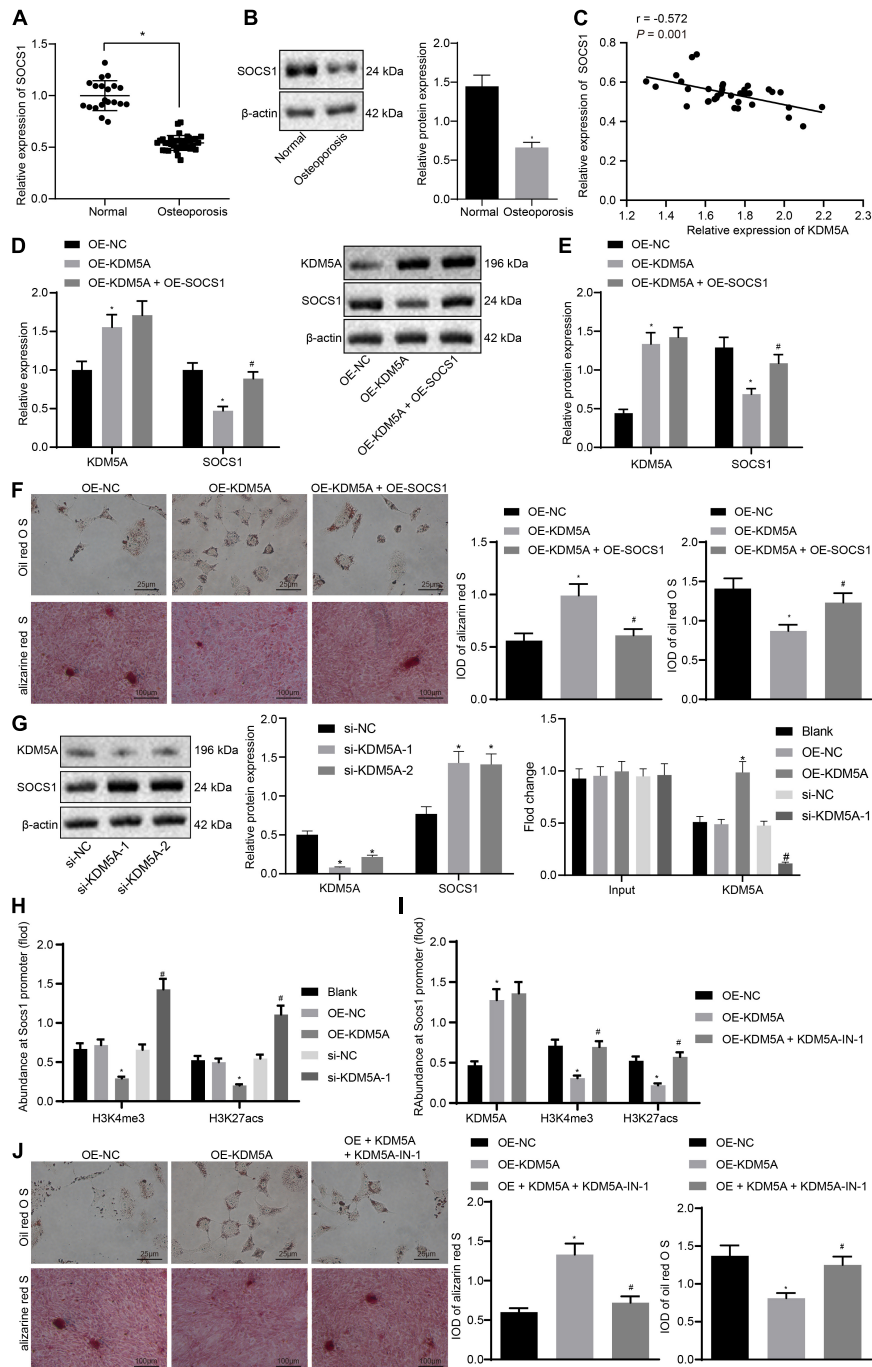 A
Relative expression of SOCS1
1.5
1.0
0.5
0.0
*
Normal
Osteoporosis
B
SOCS1
24 kDa
β-actin
42 kDa
Normal
Osteoporosis
Relative protein expression
2.0
1.5
1.0
0.5
0.0
*
Normal Osteoporosis
C
r = -0.572
P = 0.001
Relative expression of SOCS1
0.8
0.6
0.4
0.2
0.0
1.2 1.4 1.6 1.8 2.0 2.3
Relative expression of KDM5A
D
OE-NC
OE-KDM5A
OE-KDM5A + OE-SOCS1
Relative expression
2.0
1.5
1.0
0.5
0.0
*
*
#
KDM5A
SOCS1
KDM5A
196 kDa
SOCS1
24 kDa
β-actin
42 kDa
OE-NC
OE-KDM5A
OE-KDM5A + OE-SOCS1
E
OE-NC
OE-KDM5A
OE-KDM5A + OE-SOCS1
Relative protein expression
2.0
1.5
1.0
0.5
0.0
*
*
#
KDM5A
SOCS1
F
OE-NC
OE-KDM5A
OE-KDM5A + OE-SOCS1
Oil red O S
25μm
25μm
25μm
alizarine red S
100μm
100μm
100μm
OE-NC
OE-KDM5A
OE-KDM5A + OE-SOCS1
IOD of alizarin red S
1.5
1.0
0.5
0.0
*
#
OE-NC
OE-KDM5A
OE-KDM5A + OE-SOCS1
IOD of oil red O S
2.0
1.5
1.0
0.5
0.0
*
#
G
KDM5A
196 kDa
SOCS1
24 kDa
β-actin
42 kDa
si-NC
si-KDM5A-1
si-KDM5A-2
Relative protein expression
2.0
1.5
1.0
0.5
0.0
si-NC
si-KDM5A-1
si-KDM5A-2
*
*
*
*
KDM5A
SOCS1
Flod change
1.5
1.0
0.5
0.0
*
#
Input
KDM5A
Blank
OE-NC
OE-KDM5A
si-NC
si-KDM5A-1
H
Abundance at Socs1 promoter (flod)
2.0
1.5
1.0
0.5
0.0
*
#
*
#
H3K4me3
H3K27acs
Blank
OE-NC
OE-KDM5A
si-NC
si-KDM5A-1
I
RAbundance at Socs1 promoter (flod)
2.0
1.5
1.0
0.5
0.0
*
*
#
*
#
KDM5A
H3K4me3
H3K27acs
OE-NC
OE-KDM5A
OE-KDM5A + KDM5A-IN-1
J
OE-NC
OE-KDM5A
OE + KDM5A
+ KDM5A-IN-1
Oil red O S
25μm
25μm
25μm
alizarine red S
100μm
100μm
100μm
OE-NC
OE-KDM5A
OE + KDM5A + KDM5A-IN-1
IOD of alizarin red S
2.0
1.5
1.0
0.5
0.0
*
#
OE-NC
OE-KDM5A
OE + KDM5A + KDM5A-IN-1
IOD of oil red O S
2.0
1.5
1.0
0.5
0.0
*
#